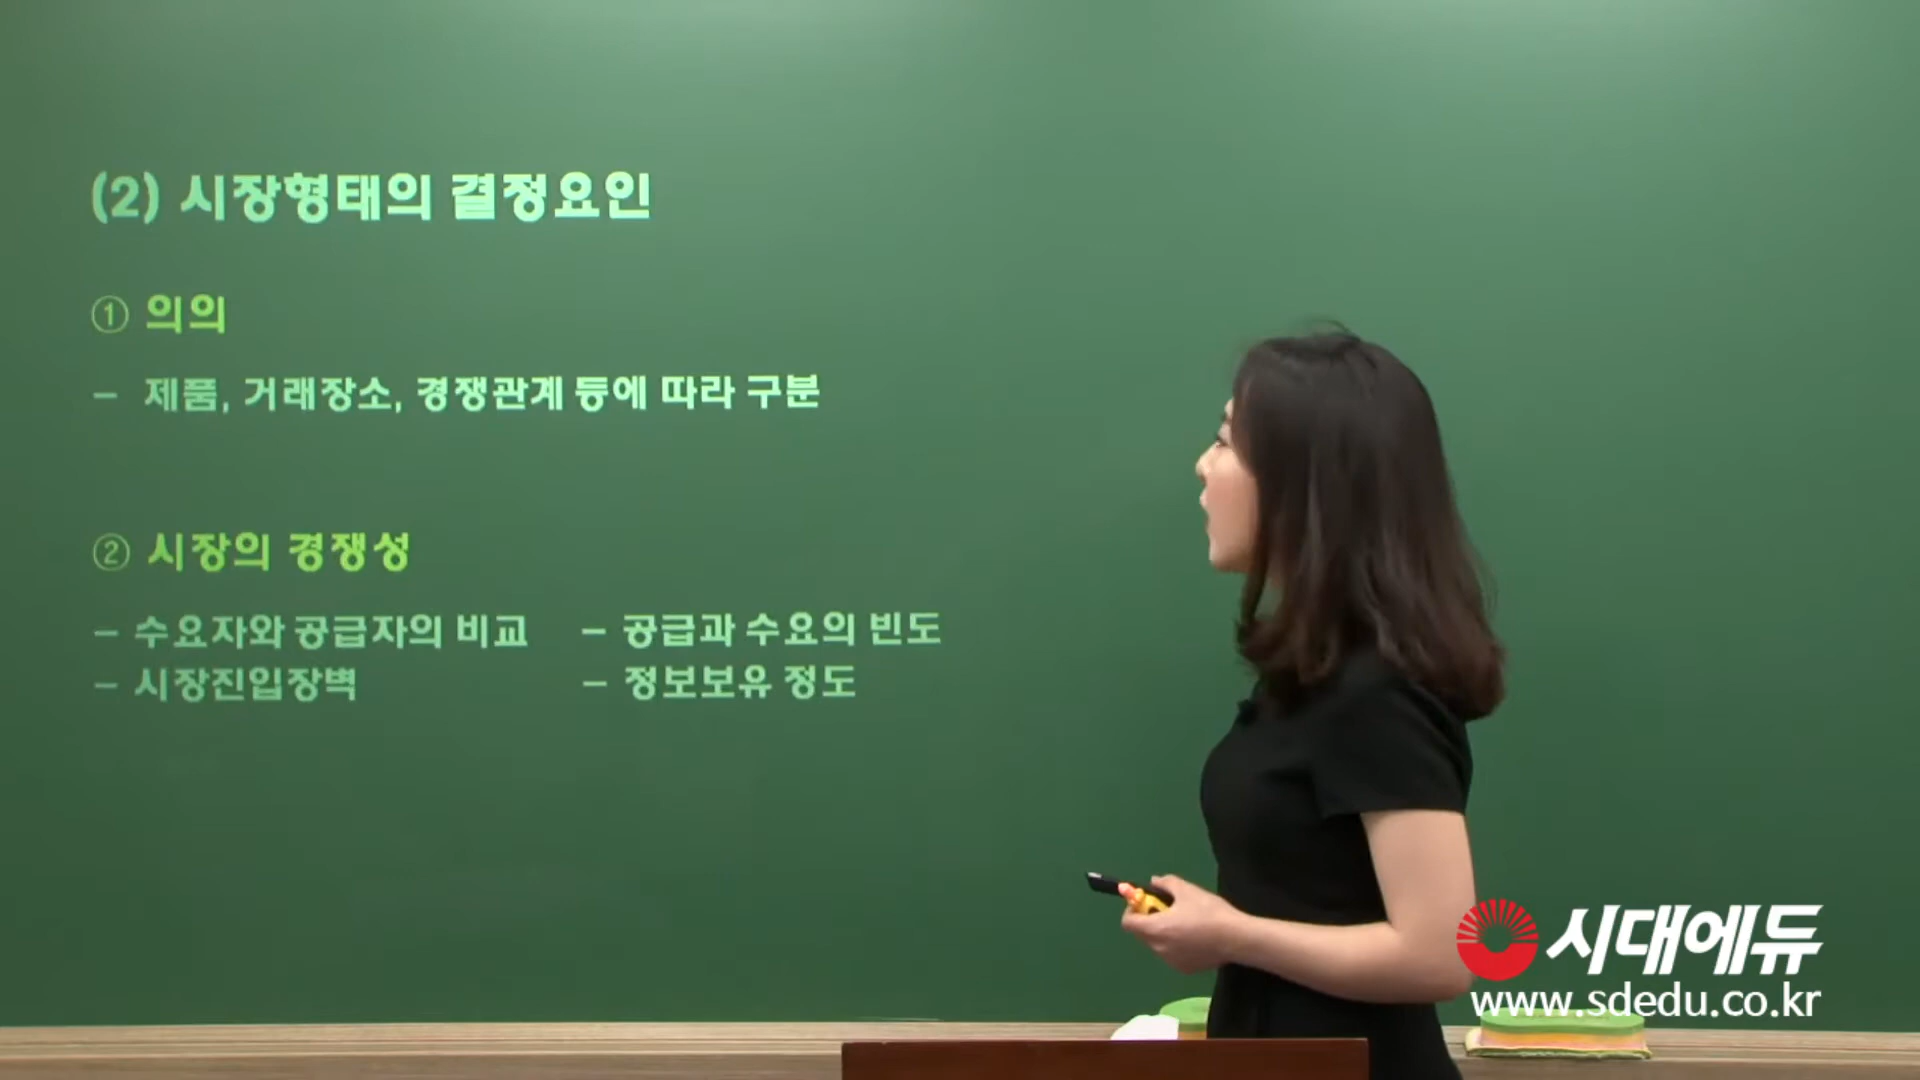 (2) 시장형태의 결정요인
① 의의
– 제품, 거래장소, 경쟁관계 등에 따라 구분
② 시장의 경쟁성
– 수요자와 공급자의 비교 – 공급과 수요의 빈도
– 시장진입장벽 – 정보보유 정도
시대에듀
www.sdedu.co.kr